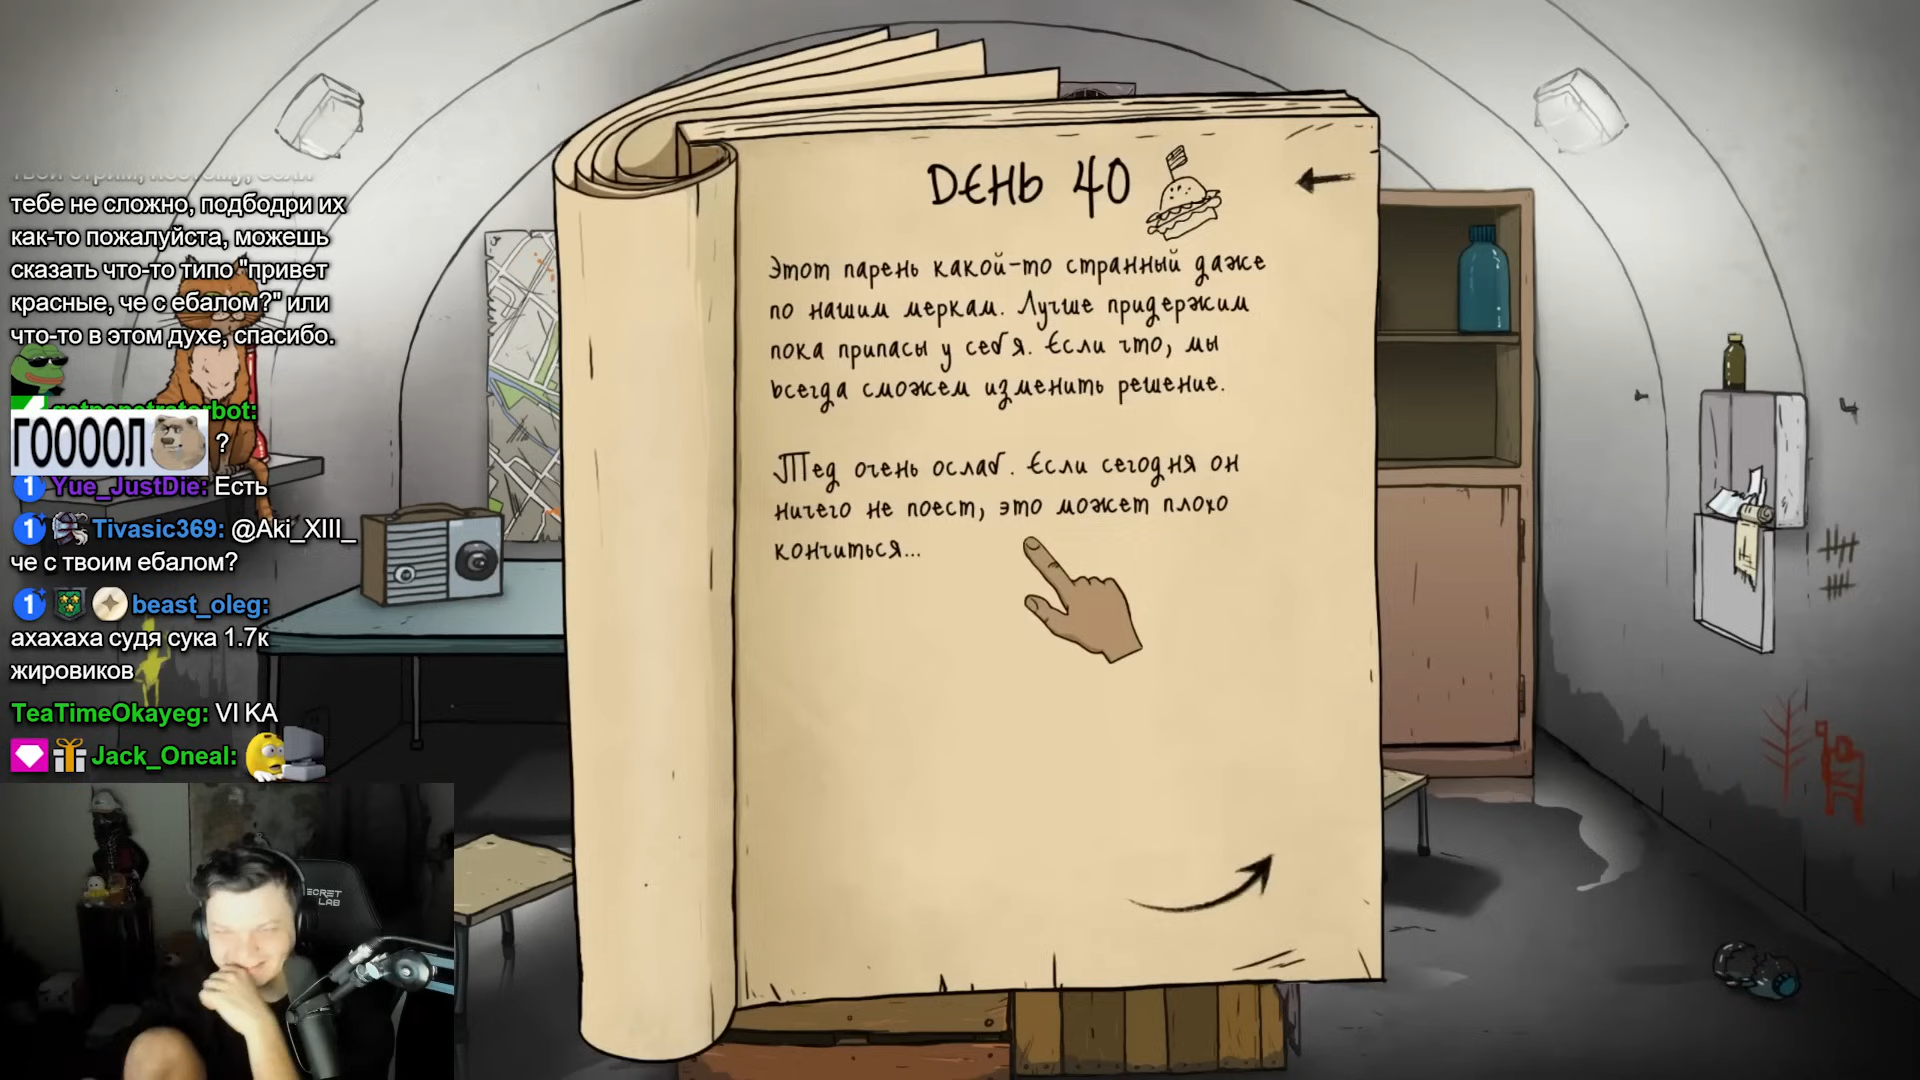 ДЕНЬ 40
Этот парень какой-то странный даже
по нашим меркам. Лучше придержим
пока припасы у себя. Если что, мы
всегда сможем изменить решение.
Тед очень ослаб. Если сегодня он
ничего не поест, это может плохо
кончиться...
тебе не сложно, подбодри их
как-то пожалуйста, можешь
сказать что-то типо "привет
красные, че с ебалом?" или
что-то в этом духе, спасибо.
ГОООOЛ ?
Yue_JustDie: Есть
Tivasic369: @Aki_XIII_
че с твоим ебалом?
beast_oleg:
ахахаха судя сука 1.7к
жировиков
TeaTimeOkayeg: VI KA
Jack_Oneal:
SECRET
LAB